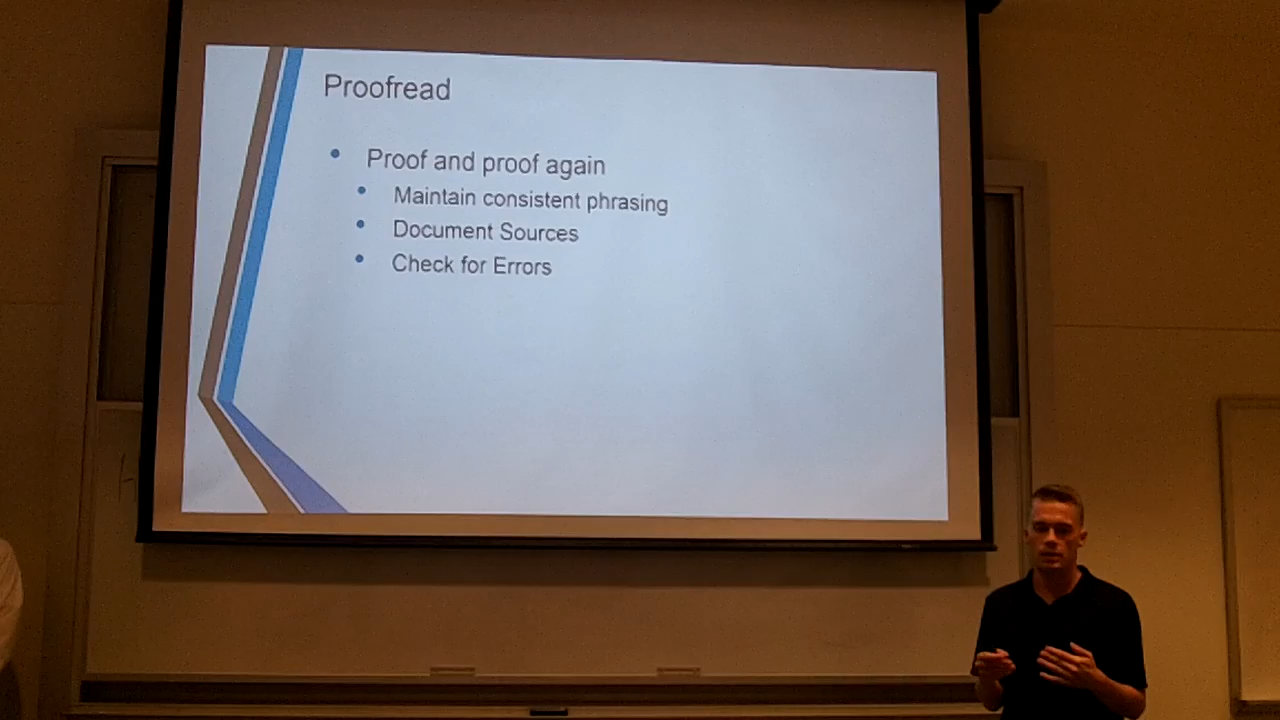 Proofread
Proof and proof again
Maintain consistent phrasing
Document Sources
Check for Errors